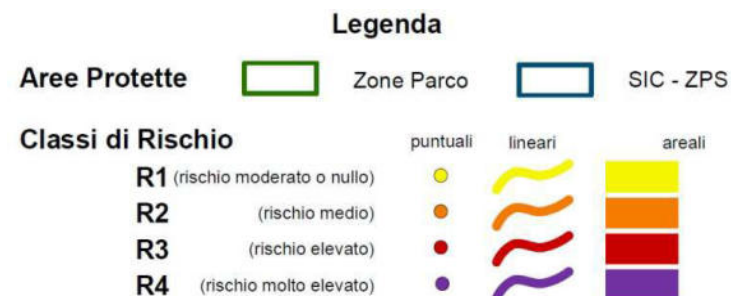 Legenda
Aree Protette Zone Parco SIC - ZPS
Classi di Rischio puntuali lineari areali
R1 (rischio moderato o nullo)
R2 (rischio medio)
R3 (rischio elevato)
R4 (rischio molto elevato)